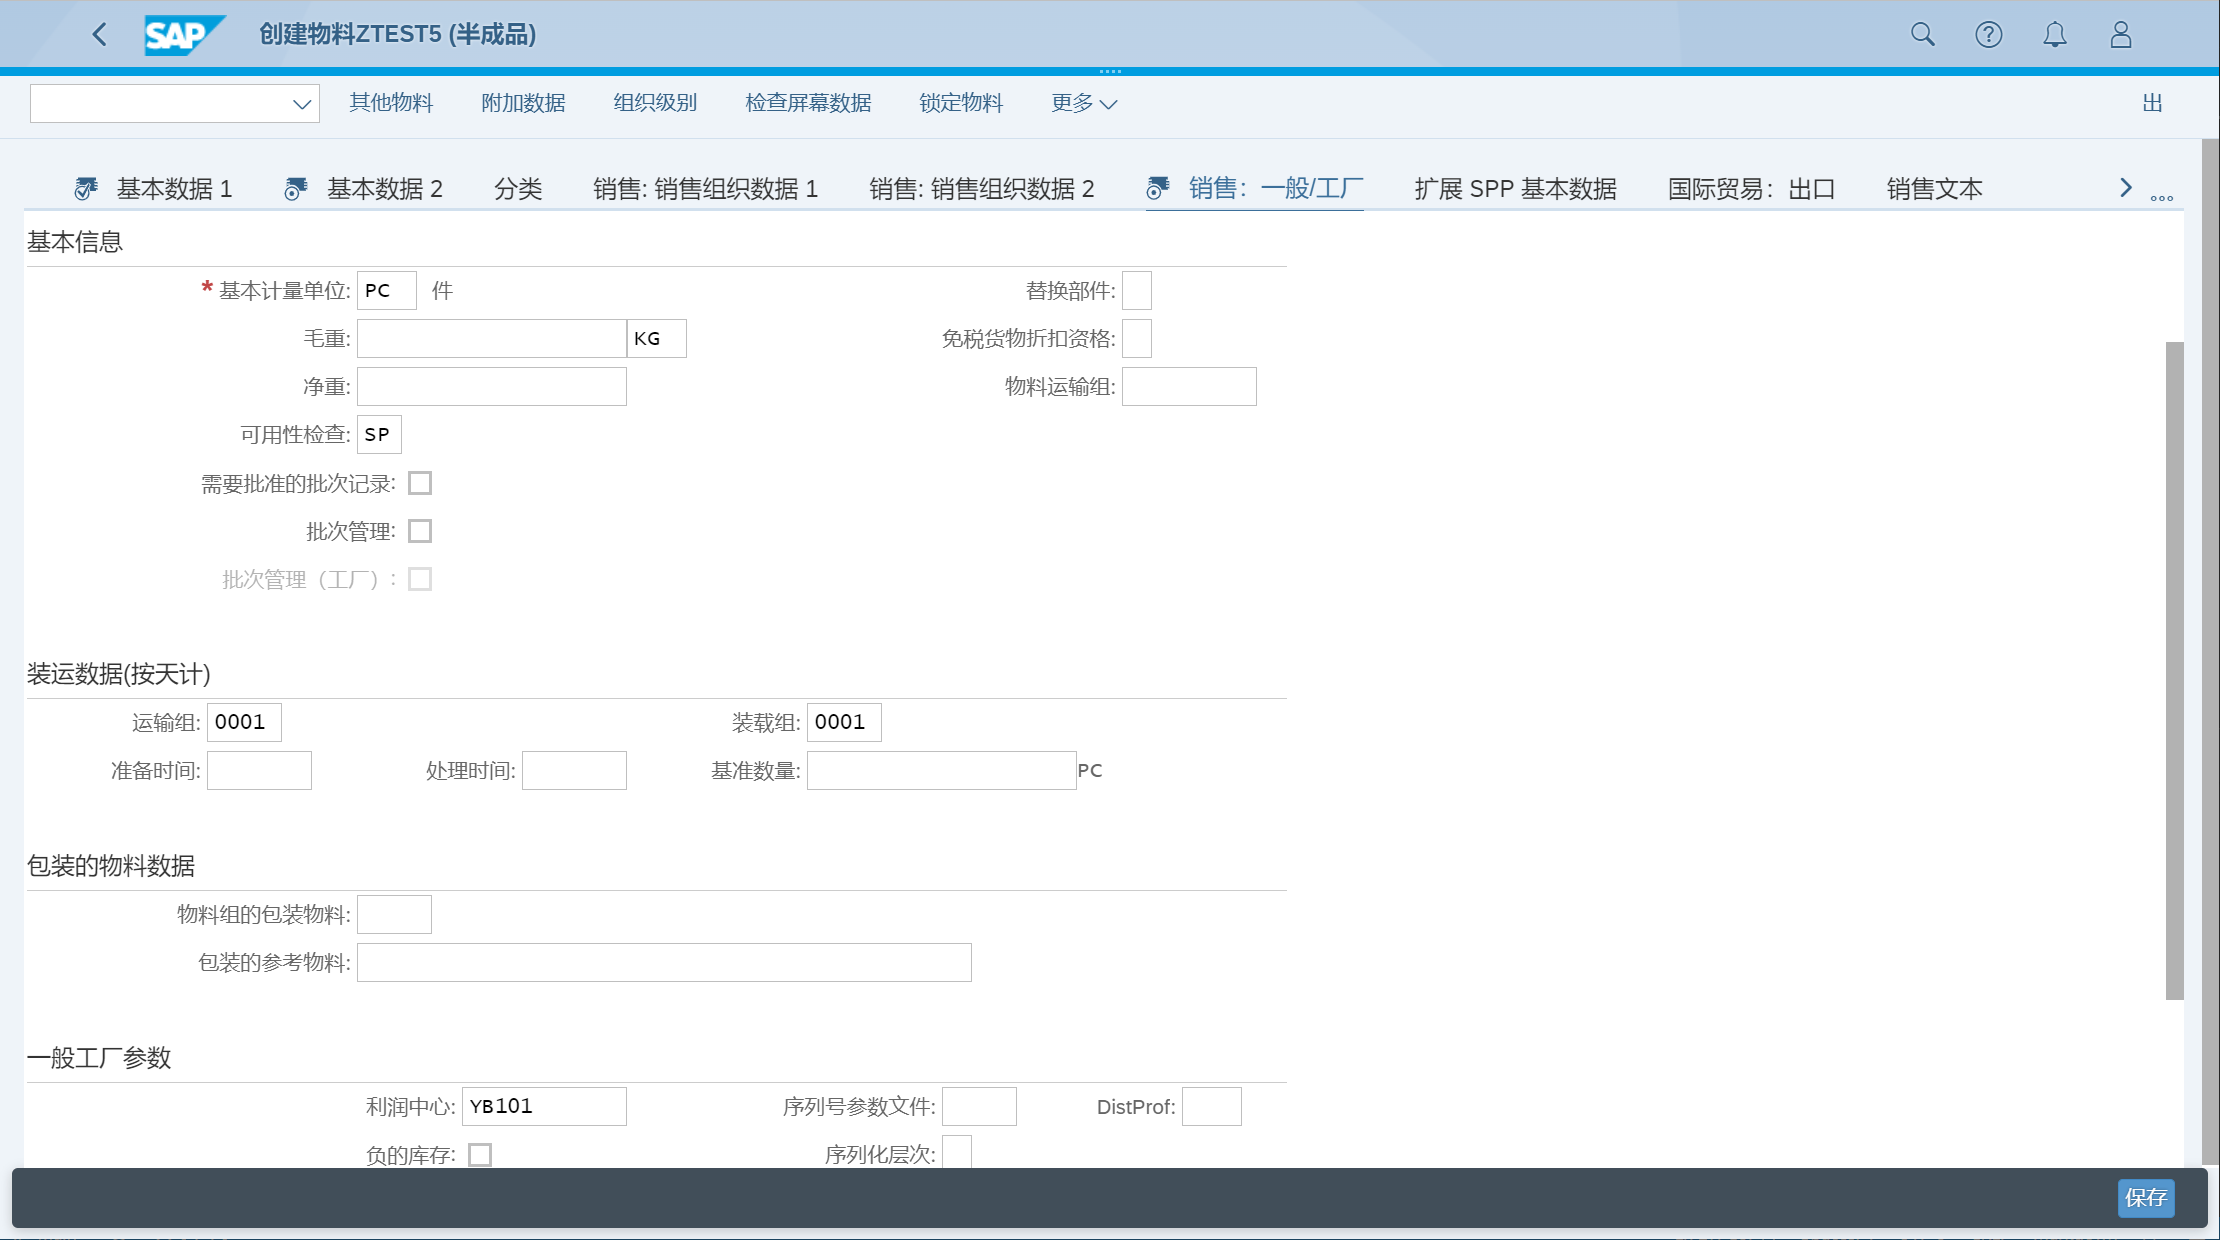 SAP 创建物料ZTEST5 (半成品)
其他物料 附加数据 组织级别 检查屏幕数据 锁定物料 更多 出
基本数据 1 基本数据 2 分类 销售: 销售组织数据 1 销售: 销售组织数据 2 销售：一般/工厂 扩展 SPP 基本数据 国际贸易：出口 销售文本
基本信息
* 基本计量单位: PC 件 替换部件:
毛重: KG 免税货物折扣资格:
净重: 物料运输组:
可用性检查: SP
需要批准的批次记录:
批次管理:
批次管理（工厂）:
装运数据(按天计)
运输组: 0001 装载组: 0001
准备时间: 处理时间: 基准数量: PC
包装的物料数据
物料组的包装物料:
包装的参考物料:
一般工厂参数
利润中心: YB101 序列号参数文件: DistProf:
负的库存: 序列化层次:
保存